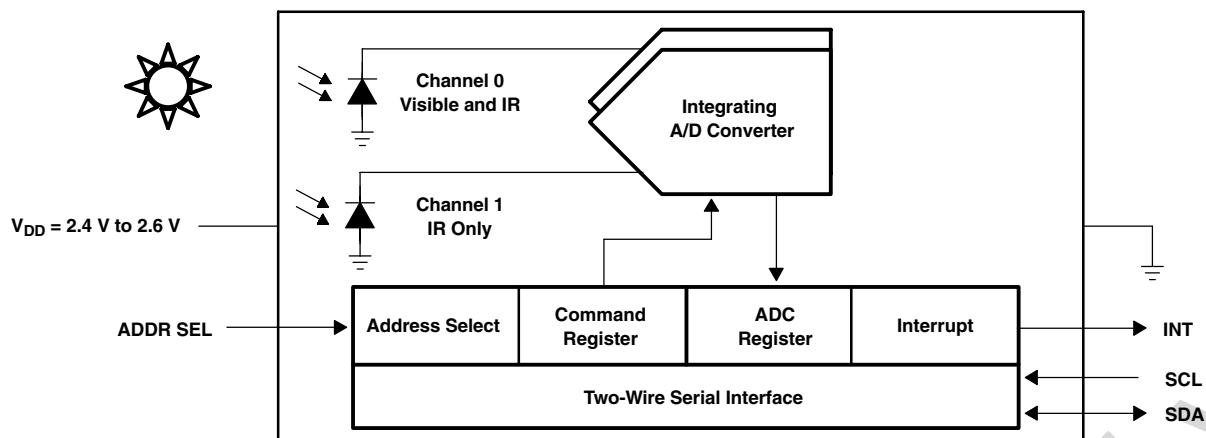 Channel 0
Visible and IR
Integrating
A/D Converter
Channel 1
IR Only
VDD = 2.4 V to 2.6 V
ADDR SEL
Address Select
Command
Register
ADC
Register
Interrupt
INT
Two-Wire Serial Interface
SCL
SDA